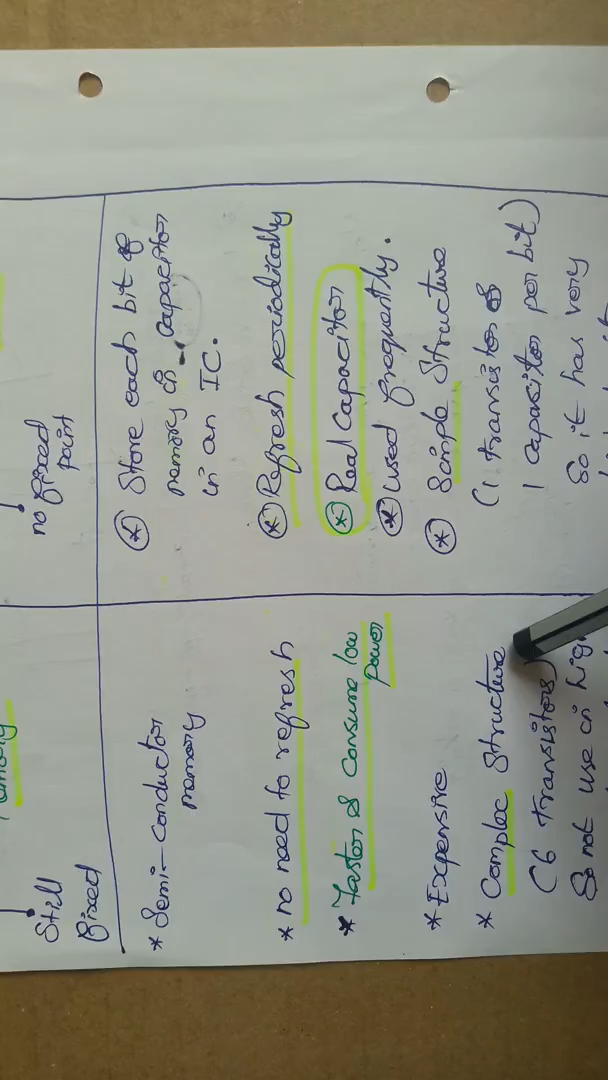 Still
fixed
* Semi-conductor
memory
* no need to refresh
* Faster & Consume low
power
* Expensive
* Complec Structure
(6 transistors)
So not use in hig
no fixed
point
* Store each bit of
memory in capacitor
in an IC.
* Refresh periodically
* Real Capacitor
* used frequently.
* Simple Structure
(1 transistor &
1 capacitor per bit)
So it has very